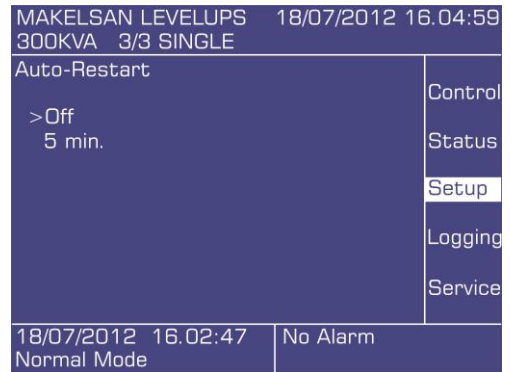 MAKELSAN LEVELUPS 18/07/2012 16.04:59
300KVA 3/3 SINGLE
Auto-Restart
>Off
5 min.
Control
Status
Setup
Logging
Service
18/07/2012 16.02:47 No Alarm
Normal Mode